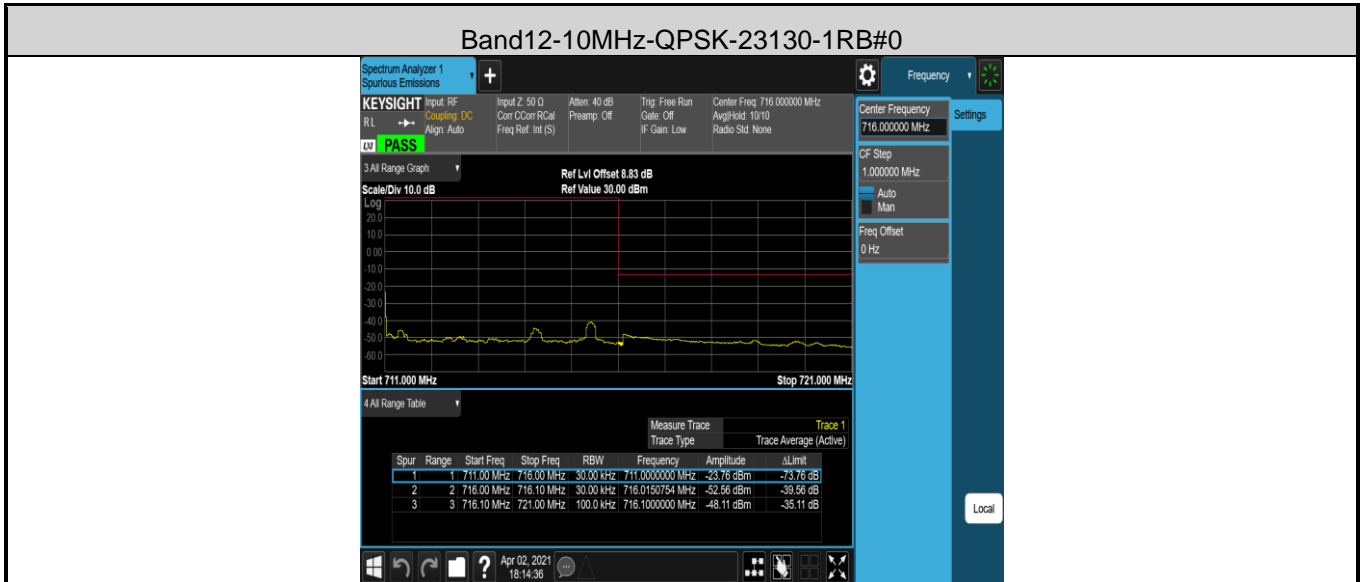 Band12-10MHz-QPSK-23130-1RB#0
Spectrum Analyzer 1
Spurious Emissions
+
Frequency
KEYSIGHT Input: RF Input Z: 50 Ω Atten: 40 dB Trig: Free Run Center Freq: 716.000000 MHz
RL Coupling: DC Corr CCorr RCal Preamp: Off Gate: Off Avg|Hold: 10/10
Align: Auto Freq Ref: Int (S) IF Gain: Low Radio Std: None
LXI PASS
Center Frequency
716.000000 MHz
Settings
CF Step
1.000000 MHz
Auto
Man
Freq Offset
0 Hz
3 All Range Graph
Ref Lvl Offset 8.83 dB
Scale/Div 10.0 dB Ref Value 30.00 dBm
Log
20.0
10.0
0.00
-10.0
-20.0
-30.0
-40.0
-50.0
-60.0
Start 711.000 MHz Stop 721.000 MHz
4 All Range Table
Measure Trace Trace 1
Trace Type Trace Average (Active)
Spur Range Start Freq Stop Freq RBW Frequency Amplitude ΔLimit
1 1 711.00 MHz 716.00 MHz 30.00 kHz 711.0000000 MHz -23.76 dBm -73.76 dB
2 2 716.00 MHz 716.10 MHz 30.00 kHz 716.0150754 MHz -52.56 dBm -39.56 dB
3 3 716.10 MHz 721.00 MHz 100.0 kHz 716.1000000 MHz -48.11 dBm -35.11 dB
Local
? Apr 02, 2021
18:14:36